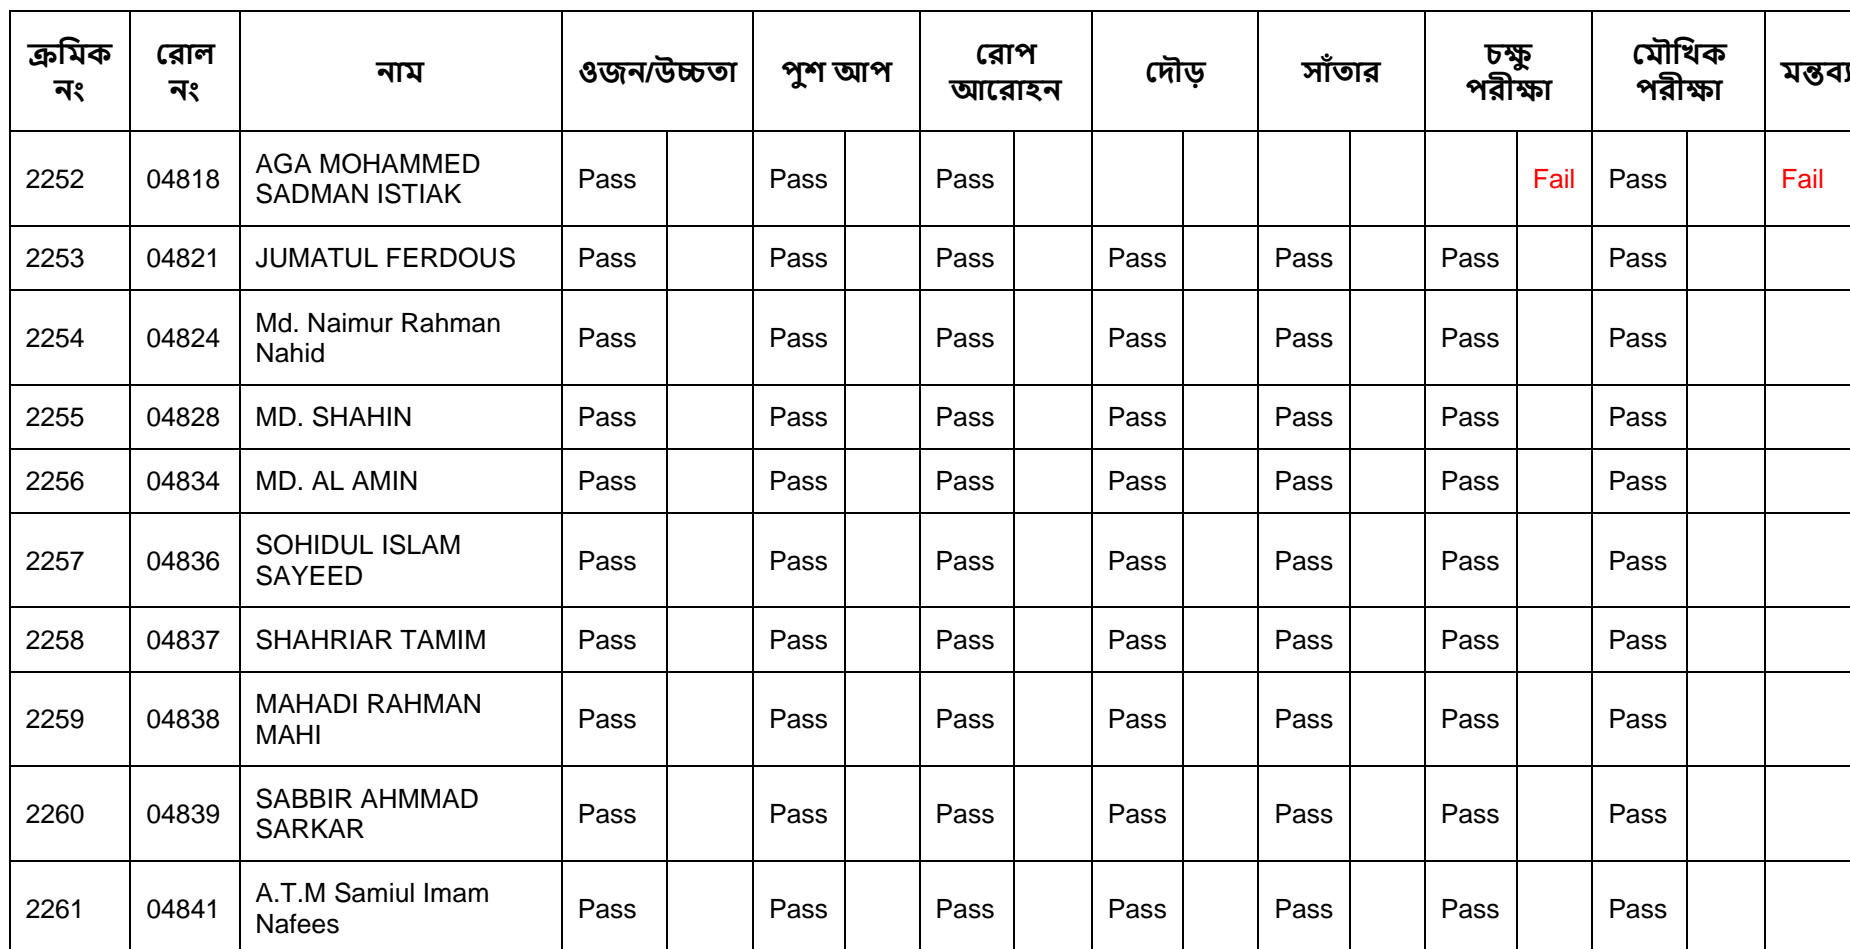 ক্রমিক নং রোল নং নাম ওজন/উচ্চতা পুশ আপ রোপ আরোহন দৌড় সাঁতার চক্ষু পরীক্ষা মৌখিক পরীক্ষা মন্তব্য
2252 04818 AGA MOHAMMED SADMAN ISTIAK Pass Pass Pass Fail Pass Fail
2253 04821 JUMATUL FERDOUS Pass Pass Pass Pass Pass Pass Pass
2254 04824 Md. Naimur Rahman Nahid Pass Pass Pass Pass Pass Pass Pass
2255 04828 MD. SHAHIN Pass Pass Pass Pass Pass Pass Pass
2256 04834 MD. AL AMIN Pass Pass Pass Pass Pass Pass Pass
2257 04836 SOHIDUL ISLAM SAYEED Pass Pass Pass Pass Pass Pass Pass
2258 04837 SHAHRIAR TAMIM Pass Pass Pass Pass Pass Pass Pass
2259 04838 MAHADI RAHMAN MAHI Pass Pass Pass Pass Pass Pass Pass
2260 04839 SABBIR AHMMAD SARKAR Pass Pass Pass Pass Pass Pass Pass
2261 04841 A.T.M Samiul Imam Nafees Pass Pass Pass Pass Pass Pass Pass